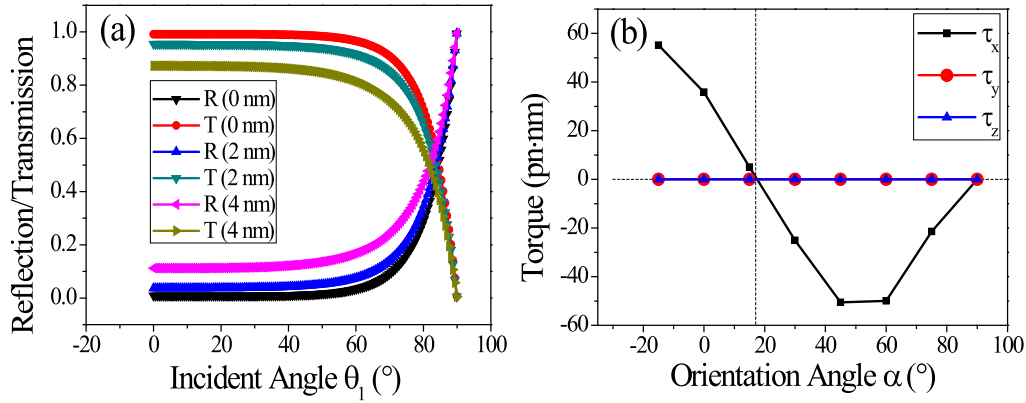 (a)
1.0
0.8
0.6
0.4
0.2
0.0
Reflection/Transmission
R (0 nm)
T (0 nm)
R (2 nm)
T (2 nm)
R (4 nm)
T (4 nm)
-20 0 20 40 60 80 100
Incident Angle θ₁ (°)
(b)
60
40
20
0
-20
-40
-60
Torque (pn·nm)
τₓ
τ_y
τ_z
-20 0 20 40 60 80 100
Orientation Angle α (°)